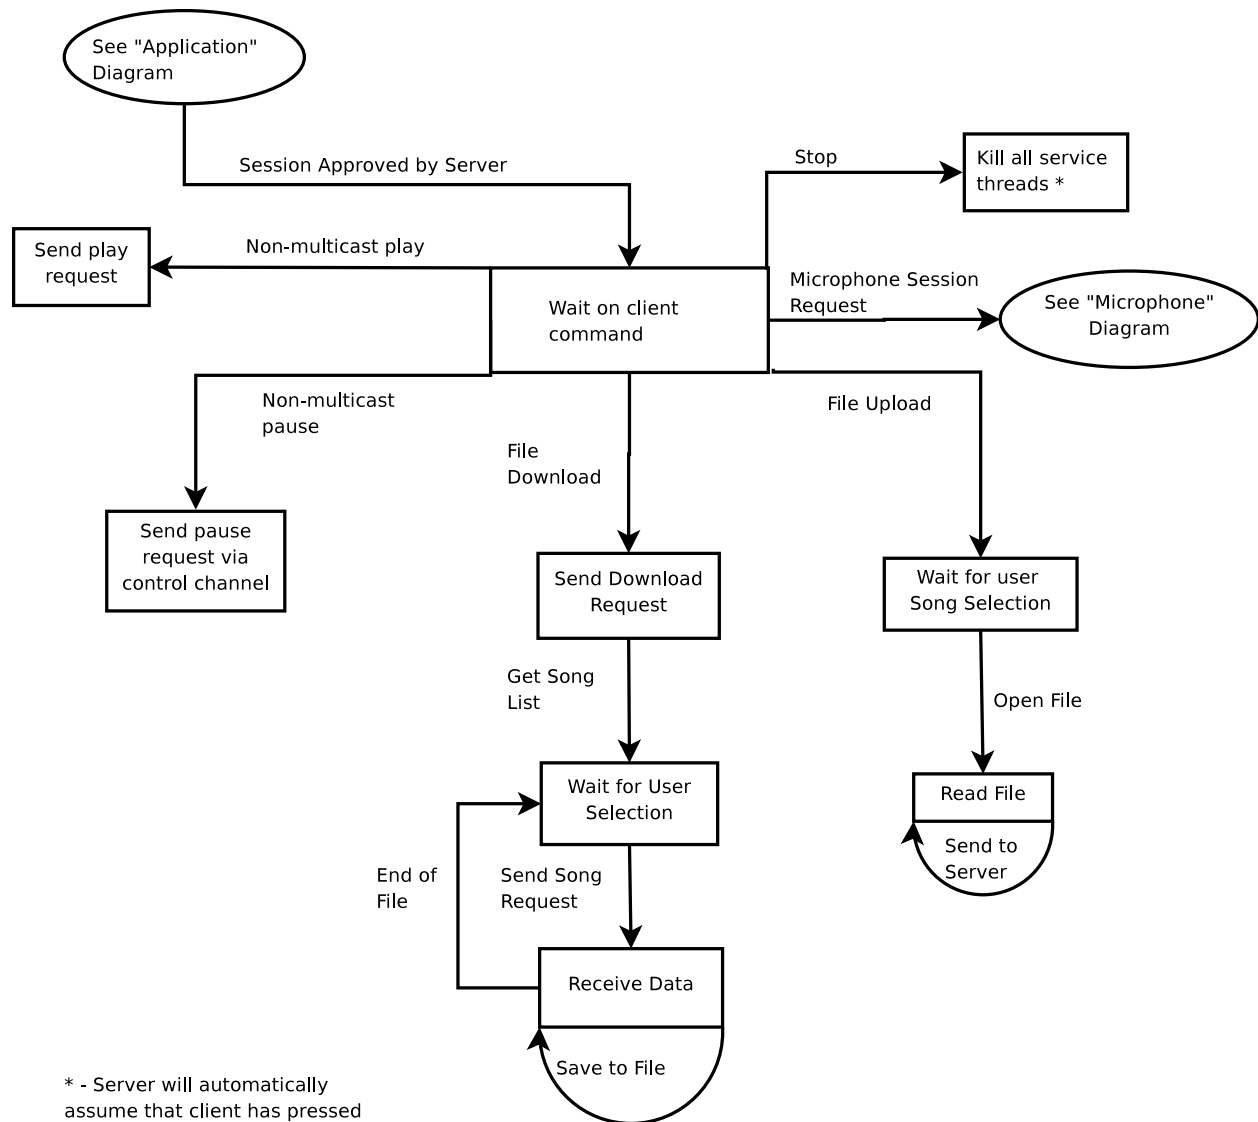 See "Application"
Diagram
Session Approved by Server
Stop
Kill all service
threads *
Send play
request
Non-multicast play
Wait on client
command
Microphone Session
Request
See "Microphone"
Diagram
Non-multicast
pause
File
Download
File Upload
Send pause
request via
control channel
Send Download
Request
Wait for user
Song Selection
Get Song
List
Open File
Wait for User
Selection
Read File
Send to
Server
End of
File
Send Song
Request
Receive Data
Save to File
* - Server will automatically
assume that client has pressed